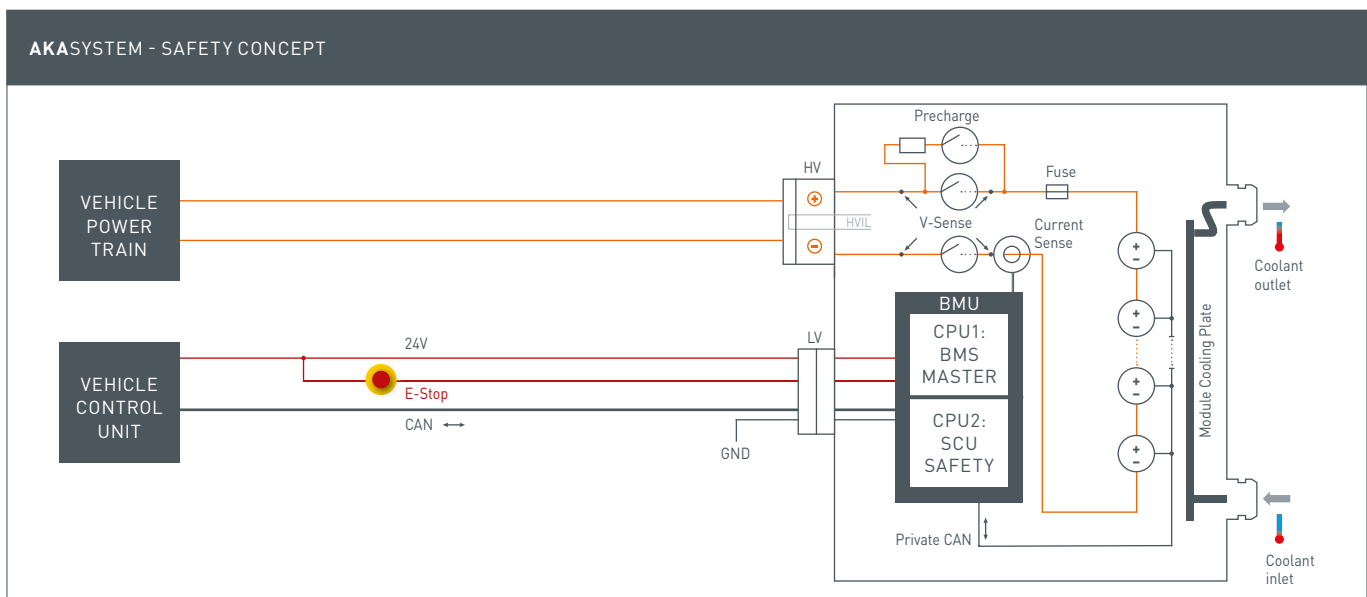 AKASYSTEM - SAFETY CONCEPT
Precharge
HV
Fuse
VEHICLE
POWER
TRAIN
+
HVIL
-
V-Sense
Current
Sense
+
-
Coolant
outlet
BMU
CPU1:
BMS
MASTER
+
-
Module Cooling Plate
24V
LV
VEHICLE
CONTROL
UNIT
E-Stop
CAN
GND
CPU2:
SCU
SAFETY
+
-
+
-
Private CAN
Coolant
inlet